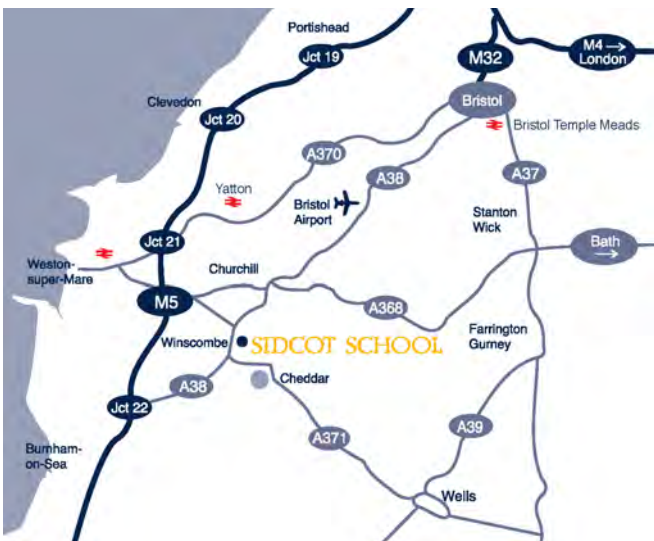 Portishead
M32
M4 →
London
Jct 19
Clevedon
Bristol
Jct 20
Bristol Temple Meads
A370
A38
A37
Yatton
Bristol
Airport
Stanton
Wick
Jct 21
Bath
→
Weston-
super-Mare
Churchill
M5
A368
Winscombe
SIDCOT SCHOOL
Farrington
Gurney
Cheddar
A38
Jct 22
A371
A39
Burnham-
on-Sea
Wells